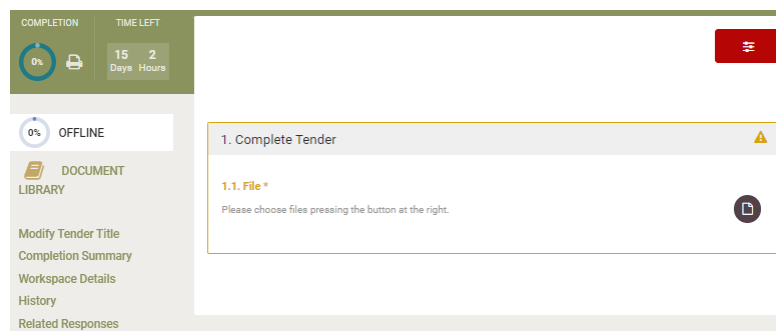 COMPLETION
TIME LEFT
0%
15 2
Days Hours
0%
OFFLINE
DOCUMENT
LIBRARY
Modify Tender Title
Completion Summary
Workspace Details
History
Related Responses
1. Complete Tender
1.1. File *
Please choose files pressing the button at the right.